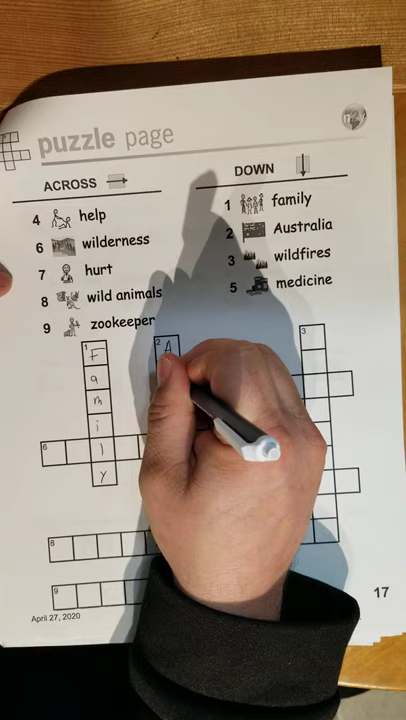 n2
puzzle page
ACROSS
4 help
6 wilderness
7 hurt
8 wild animals
9 zookeeper
DOWN
1 family
2 Australia
3 wildfires
5 medicine
1 F
a
m
i
l
y
2 A
3
6
8
9
April 27, 2020
17